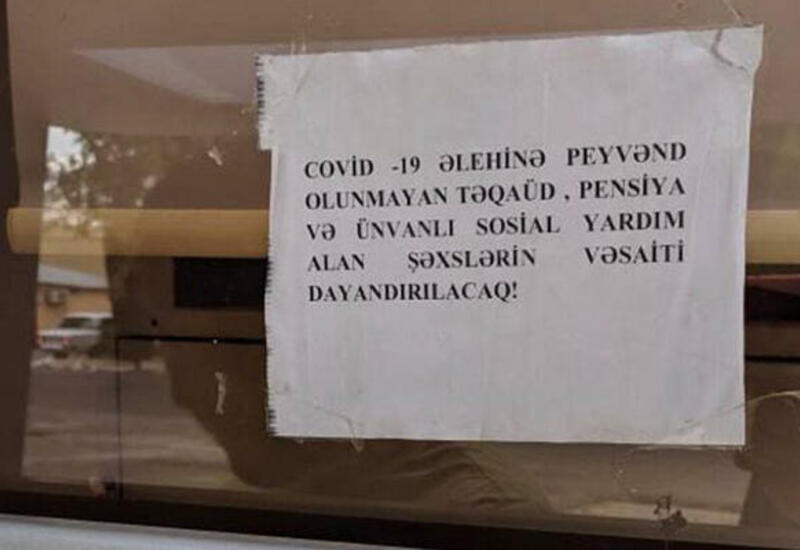 COVİD -19 ƏLEHİNƏ PEYVƏND
OLUNMAYAN TƏQAÜD , PENSİYA
VƏ ÜNVANLI SOSİAL YARDIM
ALAN ŞƏXSLƏRİN VƏSAİTİ
DAYANDIRILACAQ!